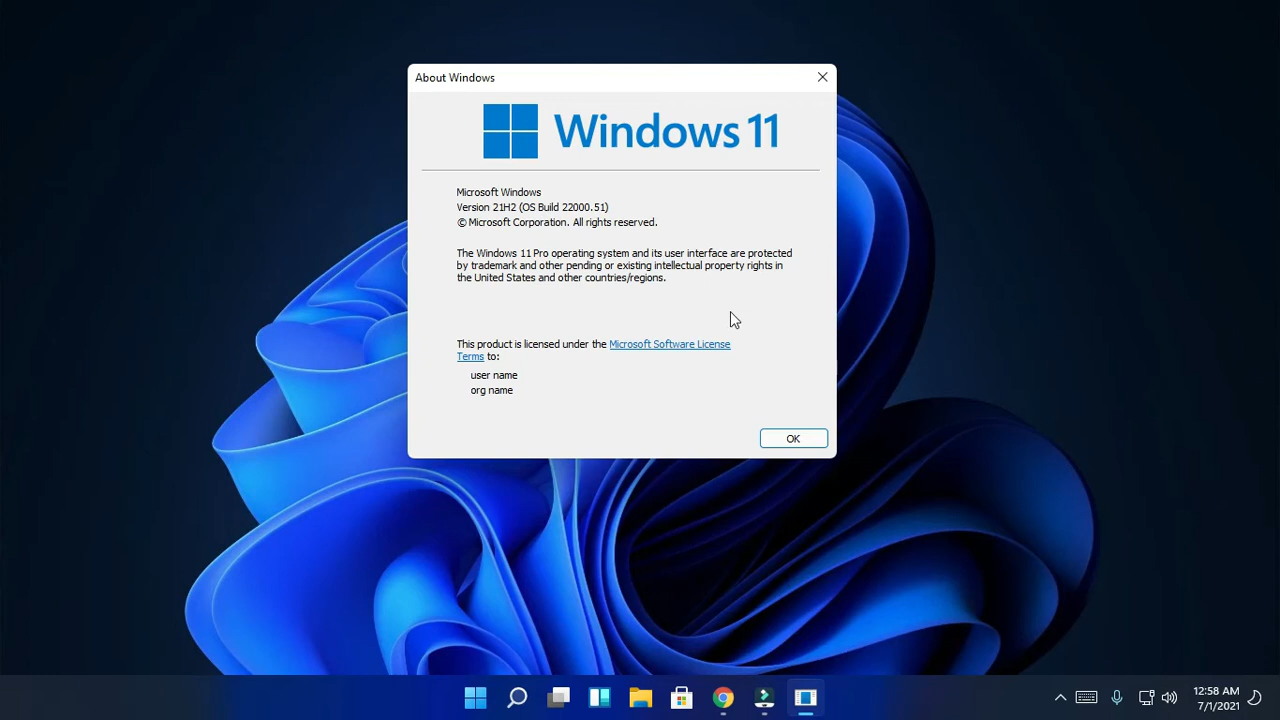 About Windows
Windows 11
Microsoft Windows
Version 21H2 (OS Build 22000.51)
© Microsoft Corporation. All rights reserved.
The Windows 11 Pro operating system and its user interface are protected
by trademark and other pending or existing intellectual property rights in
the United States and other countries/regions.
This product is licensed under the Microsoft Software License
Terms to:
user name
org name
OK
12:58 AM
7/1/2021